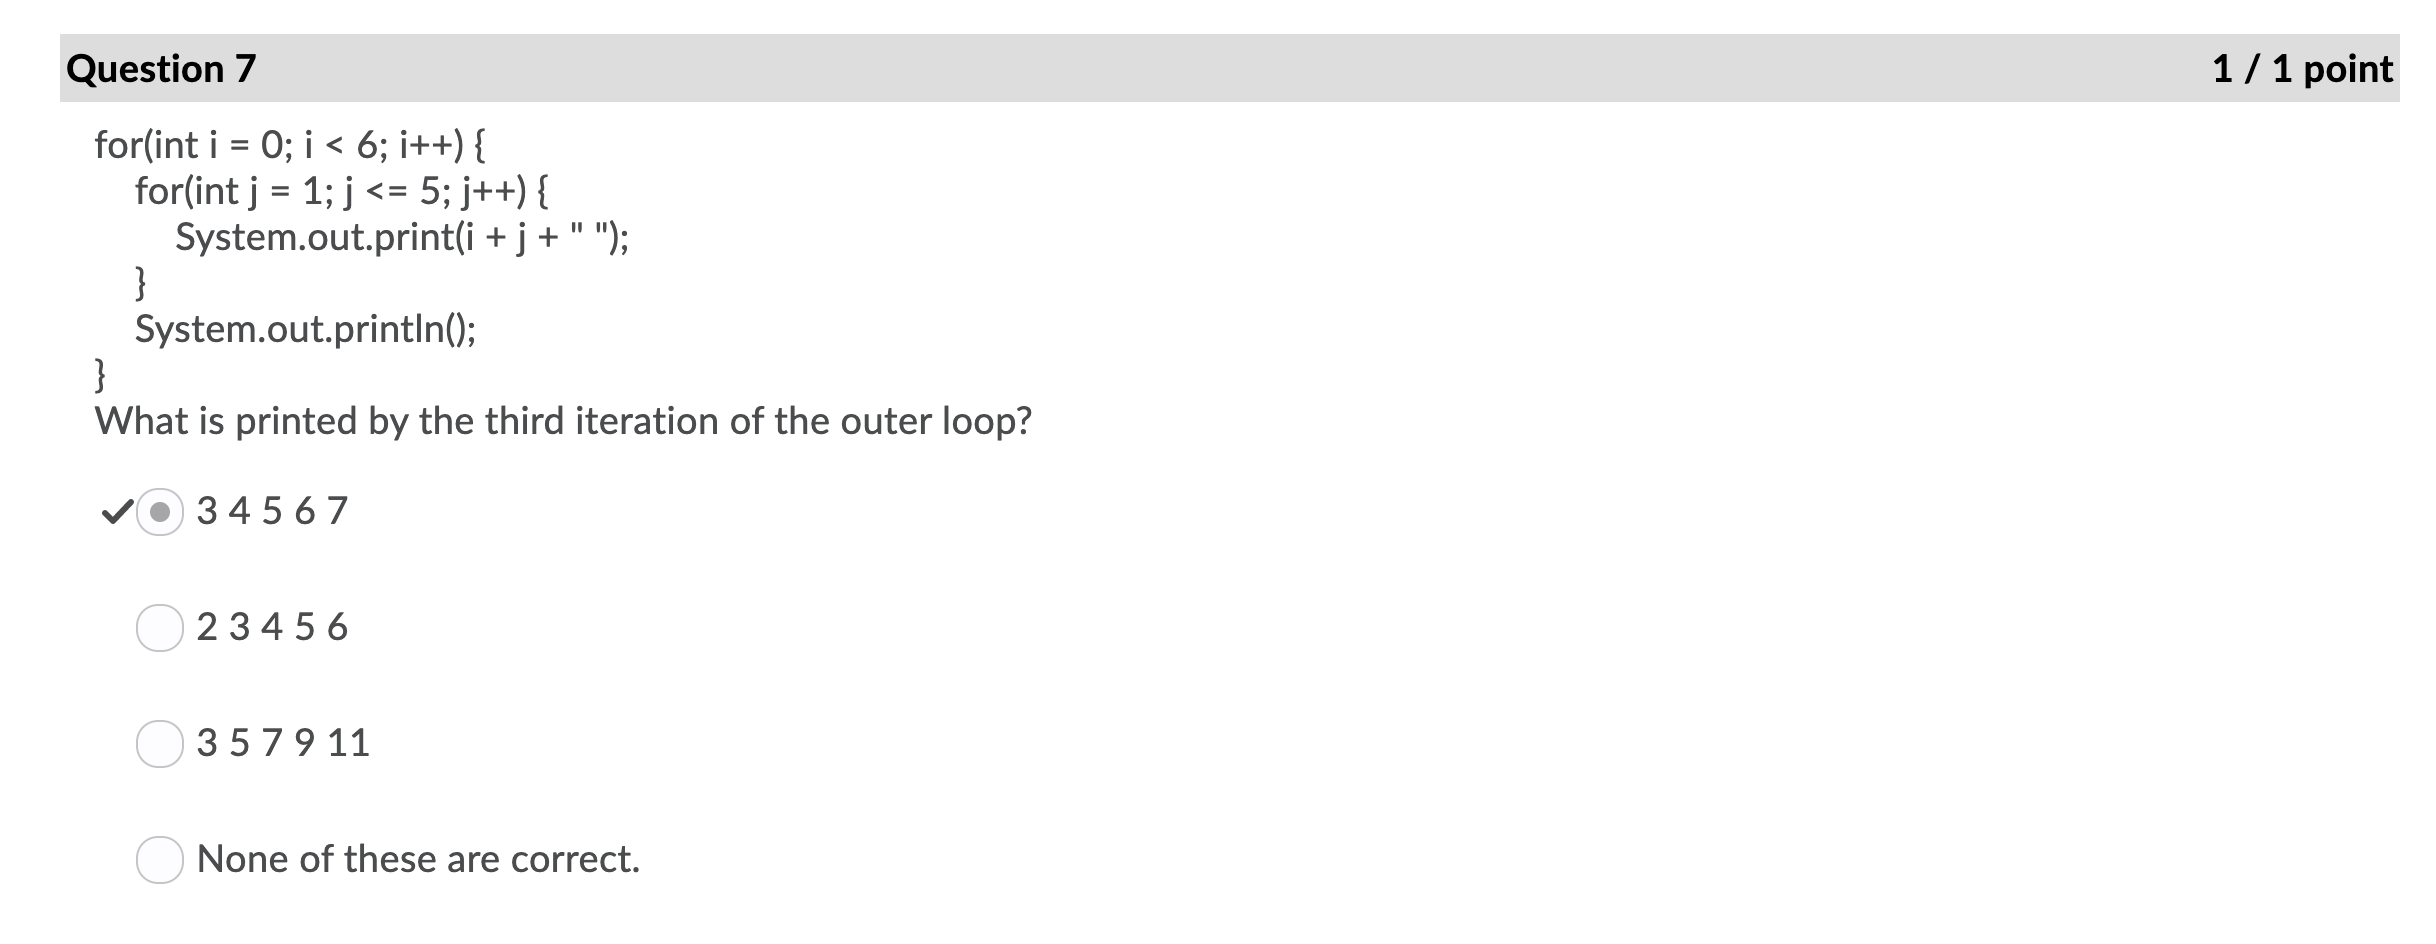 Question 7 1 / 1 point
for(int i = 0; i < 6; i++) {
for(int j = 1; j <= 5; j++) {
System.out.print(i + j + " ");
}
System.out.println();
}
What is printed by the third iteration of the outer loop?
3 4 5 6 7
2 3 4 5 6
3 5 7 9 11
None of these are correct.